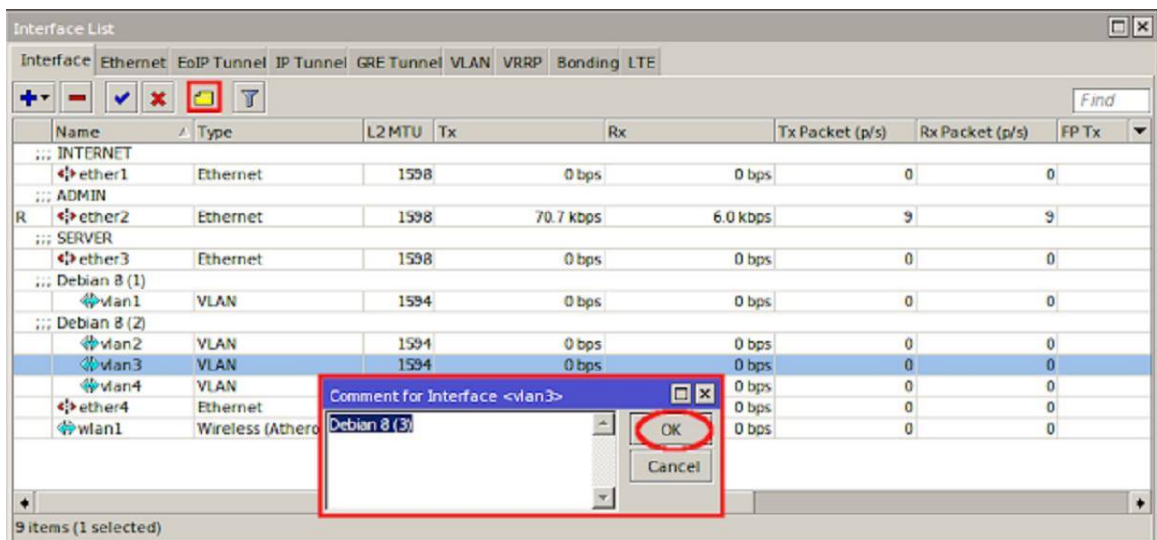 Interface List
Interface Ethernet EoIP Tunnel IP Tunnel GRE Tunnel VLAN VRRP Bonding LTE
Find
Name Type L2 MTU Tx Rx Tx Packet (p/s) Rx Packet (p/s) FP Tx
;;; INTERNET
ether1 Ethernet 1598 0 bps 0 bps 0 0
;;; ADMIN
R ether2 Ethernet 1598 70.7 kbps 6.0 kbps 9 9
;;; SERVER
ether3 Ethernet 1598 0 bps 0 bps 0 0
;;; Debian 8 (1)
vlan1 VLAN 1594 0 bps 0 bps 0 0
;;; Debian 8 (2)
vlan2 VLAN 1594 0 bps 0 bps 0 0
vlan3 VLAN 1594 0 bps 0 bps 0 0
vlan4 VLAN 0 bps 0 0
ether4 Ethernet 0 bps 0 0
wlan1 Wireless (Athero 0 bps 0 0
Comment for Interface <vlan3>
Debian 8 (3)
OK
Cancel
9 items (1 selected)